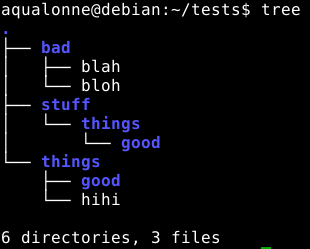 aqualonne@debian:~/tests$ tree
.
├── bad
│   ├── blah
│   └── bloh
├── stuff
│   └── things
│       └── good
└── things
    ├── good
    └── hihi

6 directories, 3 files